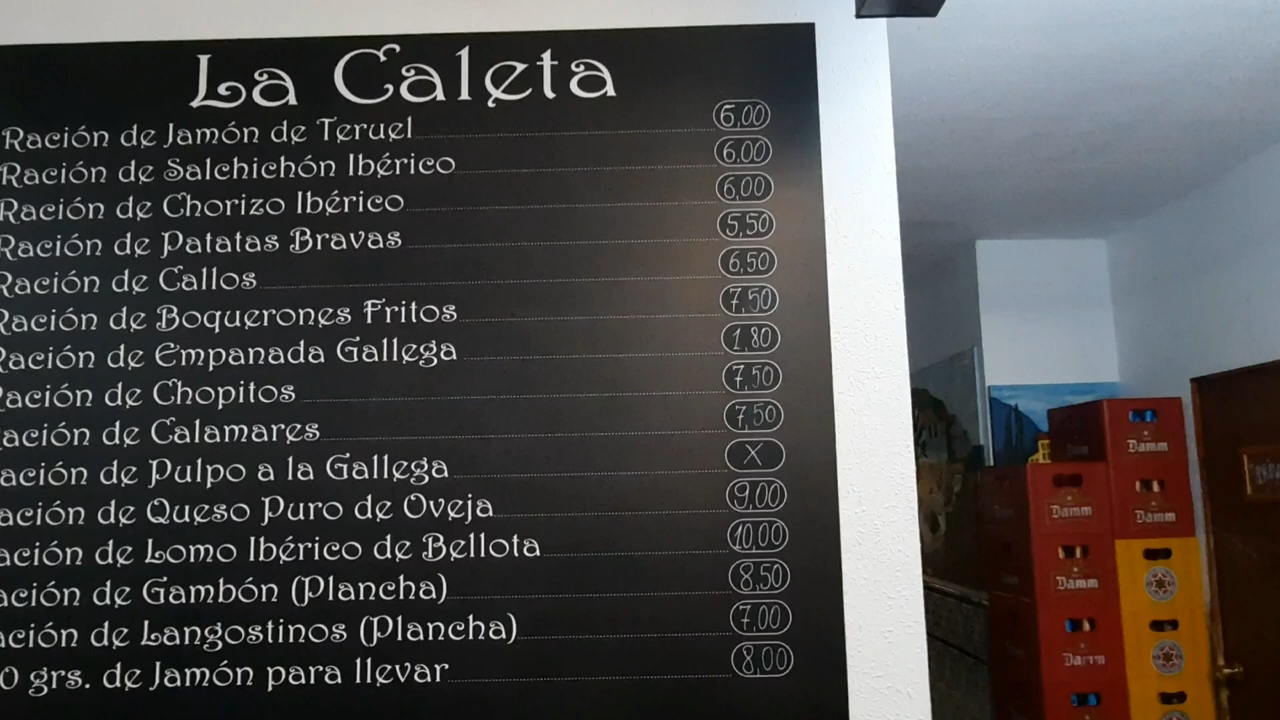 La Caleta
Ración de Jamón de Teruel 6,00
Ración de Salchichón Ibérico 6,00
Ración de Chorizo Ibérico 6,00
Ración de Patatas Bravas 5,50
Ración de Callos 6,50
Ración de Boquerones Fritos 7,50
Ración de Empanada Gallega 1,80
Ración de Chopitos 7,50
ación de Calamares 7,50
ación de Pulpo a la Gallega X
ación de Queso Puro de Oveja 9,00
ación de Lomo Ibérico de Bellota 10,00
ación de Gambón (Plancha) 8,50
ación de Langostinos (Plancha) 7,00
0 grs. de Jamón para llevar 8,00
Damm
Damm
Damm
Damm
Damm